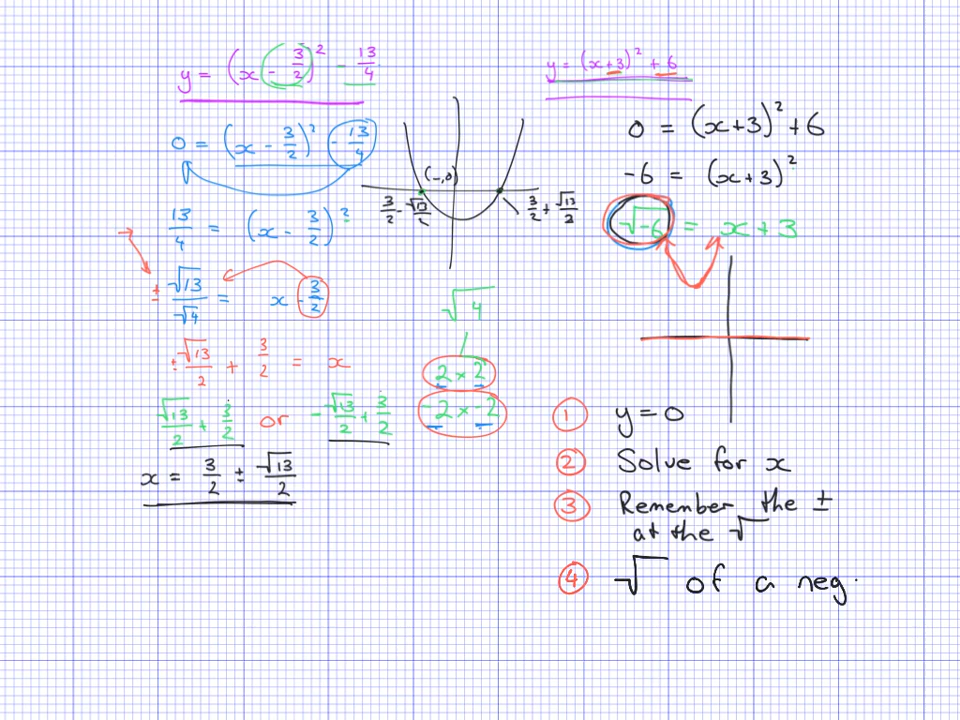 y = (x - 3/2)² - 13/4
0 = (x - 3/2)² - 13/4
13/4 = (x - 3/2)²
± √13/√4 = x - 3/2
± √13/2 + 3/2 = x
√13/2 + 3/2 or -√13/2 + 3/2
x = 3/2 ± √13/2
(-,0)
3/2 - √13/2
3/2 + √13/2
√4
2 × 2
-2 × -2
y = (x+3)² + 6
0 = (x+3)² + 6
-6 = (x+3)²
√-6 = x + 3
① y = 0
② Solve for x
③ Remember the ±
at the √
④ √ of a neg.